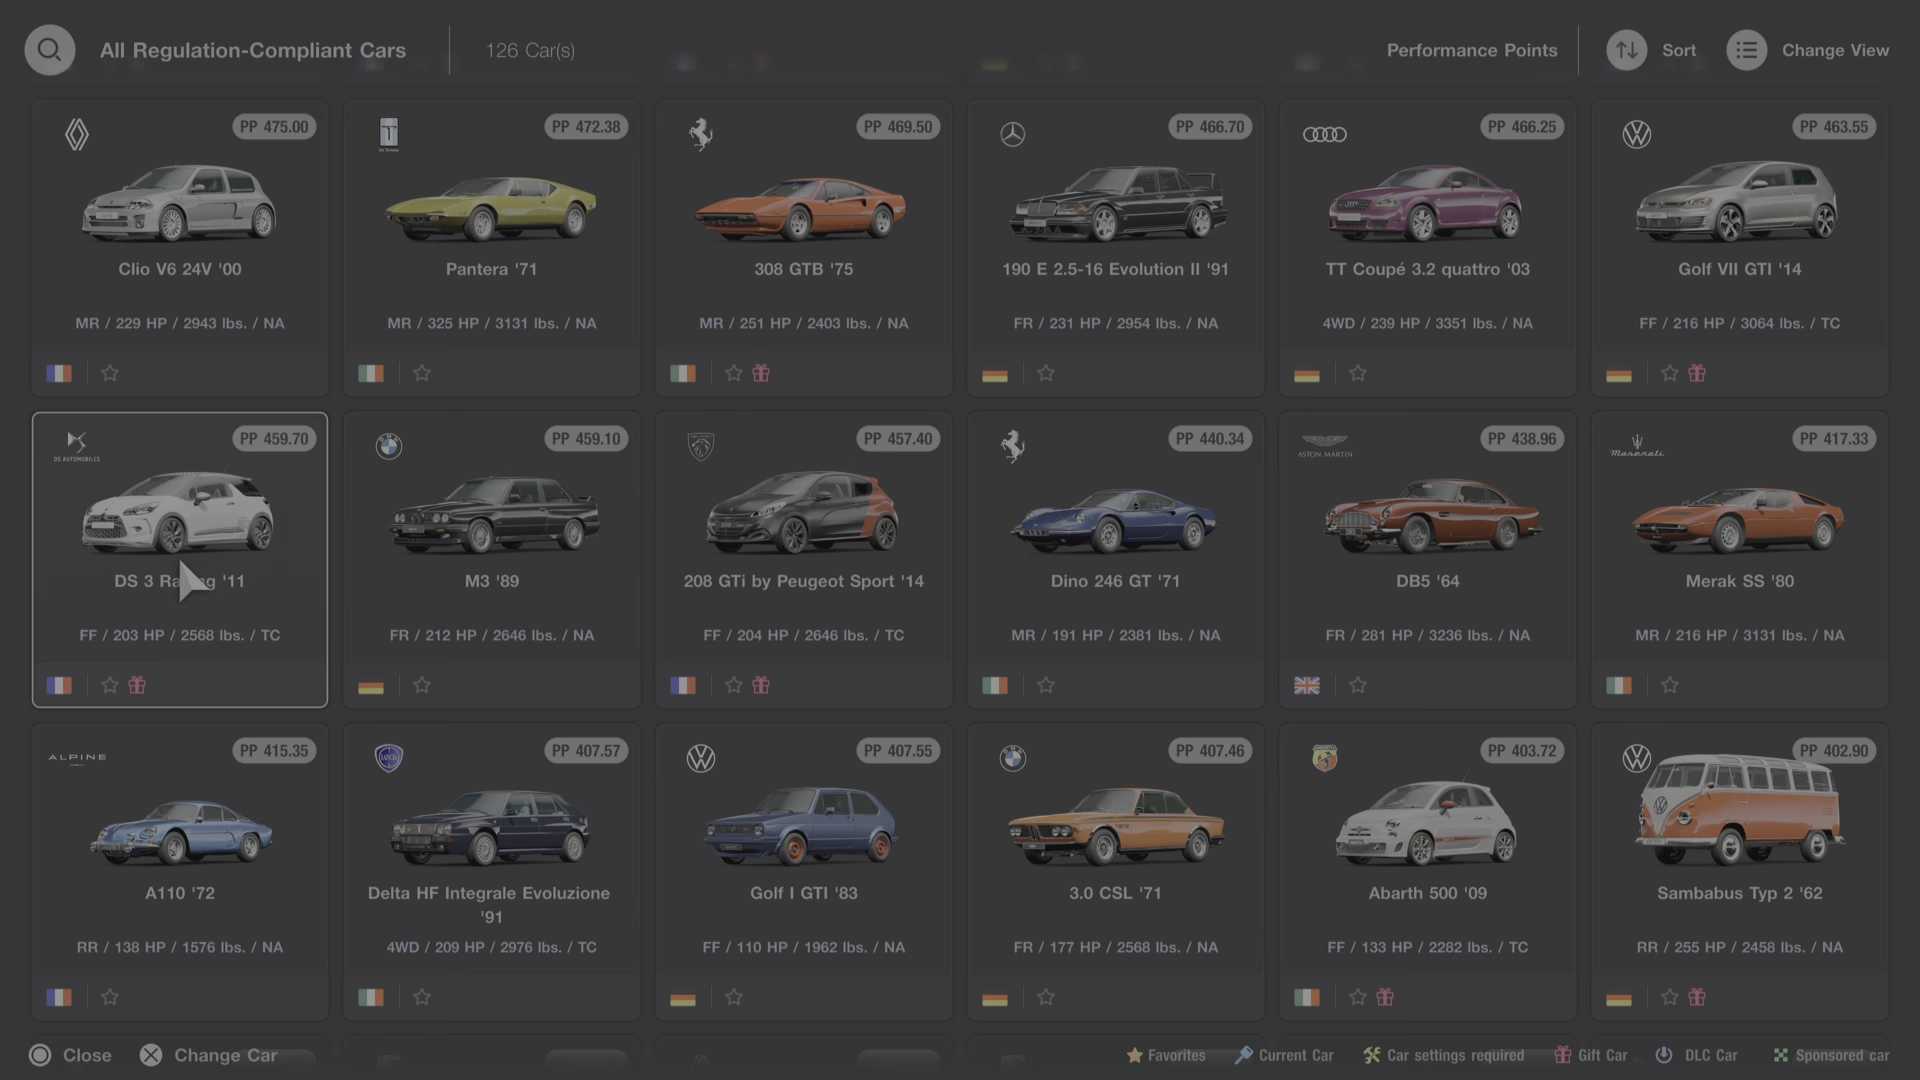 All Regulation-Compliant Cars
126 Car(s)
Performance Points
Sort
Change View
PP 475.00
Clio V6 24V '00
MR / 229 HP / 2943 lbs. / NA
PP 472.38
Pantera '71
MR / 325 HP / 3131 lbs. / NA
PP 469.50
308 GTB '75
MR / 251 HP / 2403 lbs. / NA
PP 466.70
190 E 2.5-16 Evolution II '91
FR / 231 HP / 2954 lbs. / NA
PP 466.25
TT Coupé 3.2 quattro '03
4WD / 239 HP / 3351 lbs. / NA
PP 463.55
Golf VII GTI '14
FF / 216 HP / 3064 lbs. / TC
DS AUTOMOBILES
PP 459.70
DS 3 Ra g '11
FF / 203 HP / 2568 lbs. / TC
PP 459.10
M3 '89
FR / 212 HP / 2646 lbs. / NA
PP 457.40
208 GTi by Peugeot Sport '14
FF / 204 HP / 2646 lbs. / TC
PP 440.34
Dino 246 GT '71
MR / 191 HP / 2381 lbs. / NA
ASTON MARTIN
PP 438.96
DB5 '64
FR / 281 HP / 3236 lbs. / NA
Maserati
PP 417.33
Merak SS '80
MR / 216 HP / 3131 lbs. / NA
ALPINE
PP 415.35
A110 '72
RR / 138 HP / 1576 lbs. / NA
LANCIA
PP 407.57
Delta HF Integrale Evoluzione
'91
4WD / 209 HP / 2976 lbs. / TC
PP 407.55
Golf I GTI '83
FF / 110 HP / 1962 lbs. / NA
PP 407.46
3.0 CSL '71
FR / 177 HP / 2568 lbs. / NA
PP 403.72
Abarth 500 '09
FF / 133 HP / 2282 lbs. / TC
PP 402.90
Sambabus Typ 2 '62
RR / 255 HP / 2458 lbs. / NA
Close
Change Car
Favorites
Current Car
Car settings required
Gift Car
DLC Car
Sponsored car